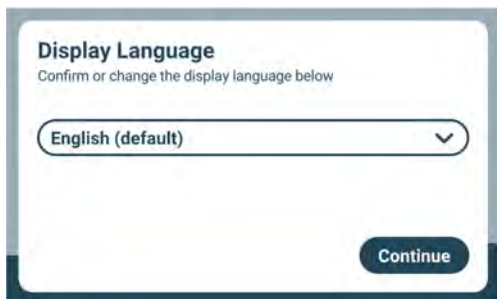 Display Language
Confirm or change the display language below
English (default)
Continue